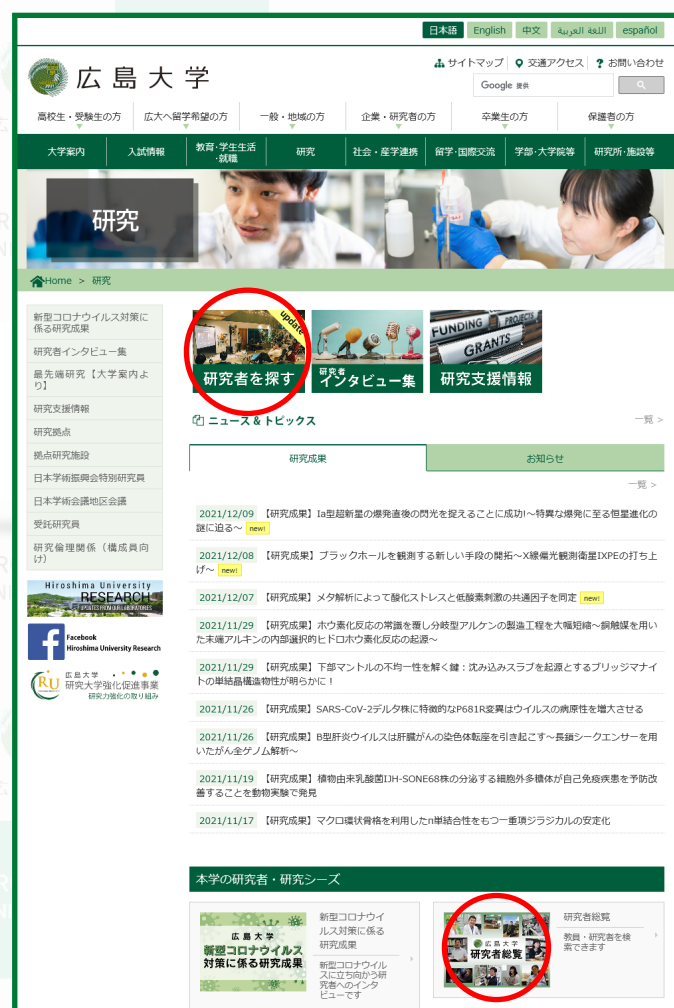 日本語 English 中文 اللغة العربية español
サイトマップ 交通アクセス ? お問い合わせ
広島大学
Google 提供
高校生・受験生の方 広大へ留学希望の方 一般・地域の方 企業・研究者の方 卒業生の方 保護者の方
大学案内 入試情報 教育·学生生活·就職 研究 社会・産学連携 留学·国際交流 学部·大学院等 研究所·施設等
研究
Home > 研究
新型コロナウイルス対策に
係る研究成果
研究者インタビュー集
最先端研究【大学案内よ
り】
研究支援情報
研究拠点
拠点研究施設
日本学術振興会特別研究員
日本学術会議地区会議
受託研究員
研究倫理関係（構成員向
け）
Hiroshima University
RESEARCH
UPDATES FROM OUR LABORATORIES
Facebook
Hiroshima University Research
RU
広島大学
研究大学強化促進事業
研究力強化の取り組み
update
研究者を探す
研究者
インタビュー集
FUNDING
PROJECTS
GRANTS
研究支援情報
ニュース & トピックス 一覧 >
研究成果 お知らせ
一覧 >
2021/12/09 【研究成果】Ia型超新星の爆発直後の閃光を捉えることに成功!～特異な爆発に至る恒星進化の
謎に迫る～ new!
2021/12/08 【研究成果】ブラックホールを観測する新しい手段の開拓～X線偏光観測衛星IXPEの打ち上
げ～ new!
2021/12/07 【研究成果】メタ解析によって酸化ストレスと低酸素刺激の共通因子を同定 new!
2021/11/29 【研究成果】ホウ素化反応の常識を覆し分岐型アルケンの製造工程を大幅短縮～銅触媒を用い
た末端アルキンの内部選択的ヒドロホウ素化反応の起源～
2021/11/29 【研究成果】下部マントルの不均一性を解く鍵：沈み込みスラブを起源とするブリッジマナイ
トの単結晶構造物性が明らかに！
2021/11/26 【研究成果】SARS-CoV-2デルタ株に特徴的なP681R変異はウイルスの病原性を増大させる
2021/11/26 【研究成果】B型肝炎ウイルスは肝臓がんの染色体転座を引き起こす～長鎖シークエンサーを用
いたがん全ゲノム解析～
2021/11/19 【研究成果】植物由来乳酸菌IJH-SONE68株の分泌する細胞外多糖体が自己免疫疾患を予防改
善することを動物実験で発見
2021/11/17 【研究成果】マクロ環状骨格を利用したπ単結合性をもつ一重項ジラジカルの安定化
本学の研究者・研究シーズ
広島大学
新型コロナウイルス
対策に係る研究成果
新型コロナウイ
ルス対策に係る
研究成果
新型コロナウイル
スに立ち向かう研
究者へのインタ
ビューです
広島大学
研究者総覧
研究者総覧
教員・研究者を検
索できます